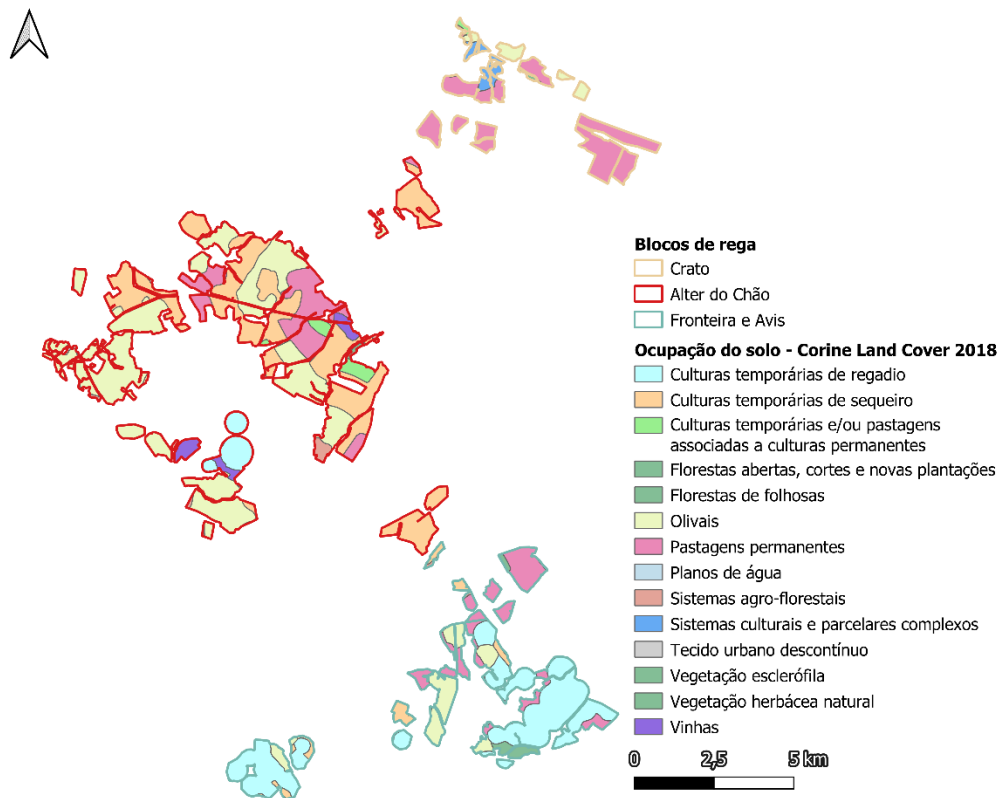 Blocos de rega
Crato
Alter do Chão
Fronteira e Avis
Ocupação do solo - Corine Land Cover 2018
Culturas temporárias de regadio
Culturas temporárias de sequeiro
Culturas temporárias e/ou pastagens
associadas a culturas permanentes
Florestas abertas, cortes e novas plantações
Florestas de folhosas
Olivais
Pastagens permanentes
Planos de água
Sistemas agro-florestais
Sistemas culturais e parcelares complexos
Tecido urbano descontínuo
Vegetação esclerófila
Vegetação herbácea natural
Vinhas
0 2,5 5 km